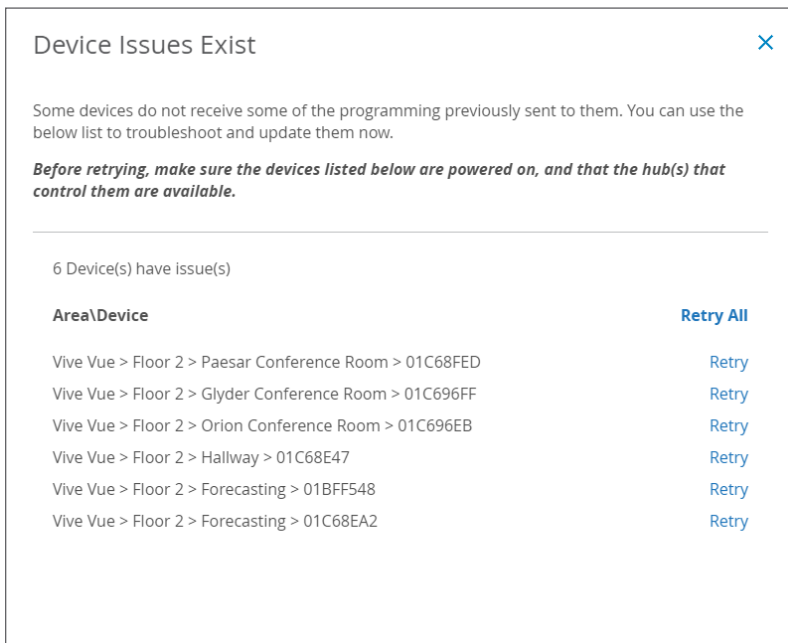 Device Issues Exist
Some devices do not receive some of the programming previously sent to them. You can use the
below list to troubleshoot and update them now.
Before retrying, make sure the devices listed below are powered on, and that the hub(s) that
control them are available.
6 Device(s) have issue(s)
Area\Device Retry All
Vive Vue > Floor 2 > Paesar Conference Room > 01C68FED Retry
Vive Vue > Floor 2 > Glyder Conference Room > 01C696FF Retry
Vive Vue > Floor 2 > Orion Conference Room > 01C696EB Retry
Vive Vue > Floor 2 > Hallway > 01C68E47 Retry
Vive Vue > Floor 2 > Forecasting > 01BFF548 Retry
Vive Vue > Floor 2 > Forecasting > 01C68EA2 Retry